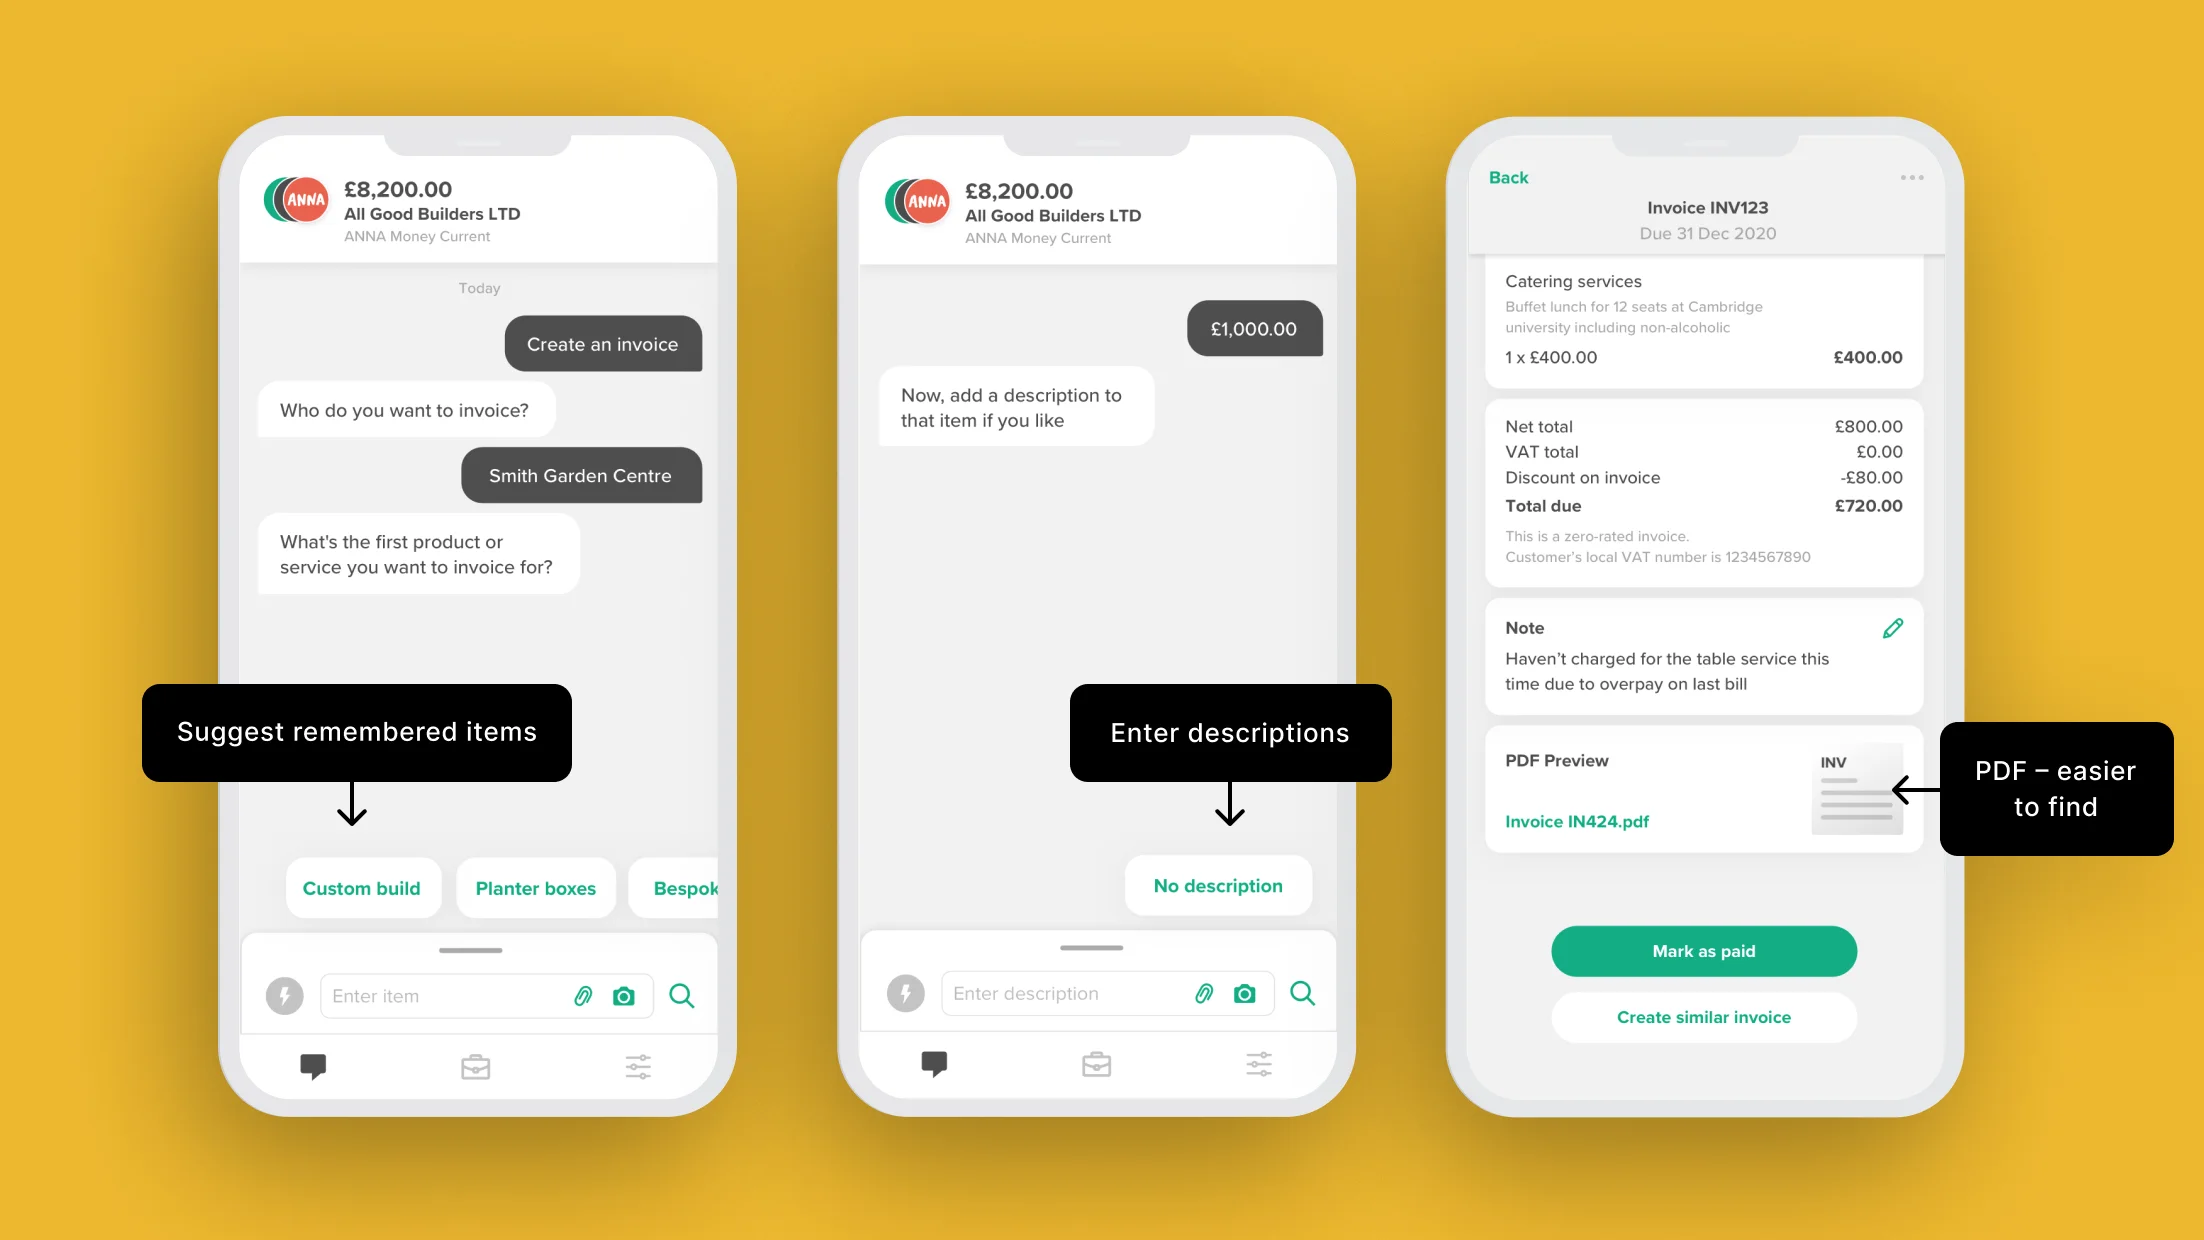 ANNA
£8,200.00
All Good Builders LTD
ANNA Money Current
Today
Create an invoice
Who do you want to invoice?
Smith Garden Centre
What's the first product or
service you want to invoice for?
Suggest remembered items
Custom build
Planter boxes
Bespok
Enter item
ANNA
£8,200.00
All Good Builders LTD
ANNA Money Current
£1,000.00
Now, add a description to
that item if you like
Enter descriptions
No description
Enter description
Back
Invoice INV123
Due 31 Dec 2020
Catering services
Buffet lunch for 12 seats at Cambridge
university including non-alcoholic
1 x £400.00 £400.00
Net total £800.00
VAT total £0.00
Discount on invoice -£80.00
Total due £720.00
This is a zero-rated invoice.
Customer’s local VAT number is 1234567890
Note
Haven’t charged for the table service this
time due to overpay on last bill
PDF Preview
INV
Invoice IN424.pdf
PDF – easier
to find
Mark as paid
Create similar invoice